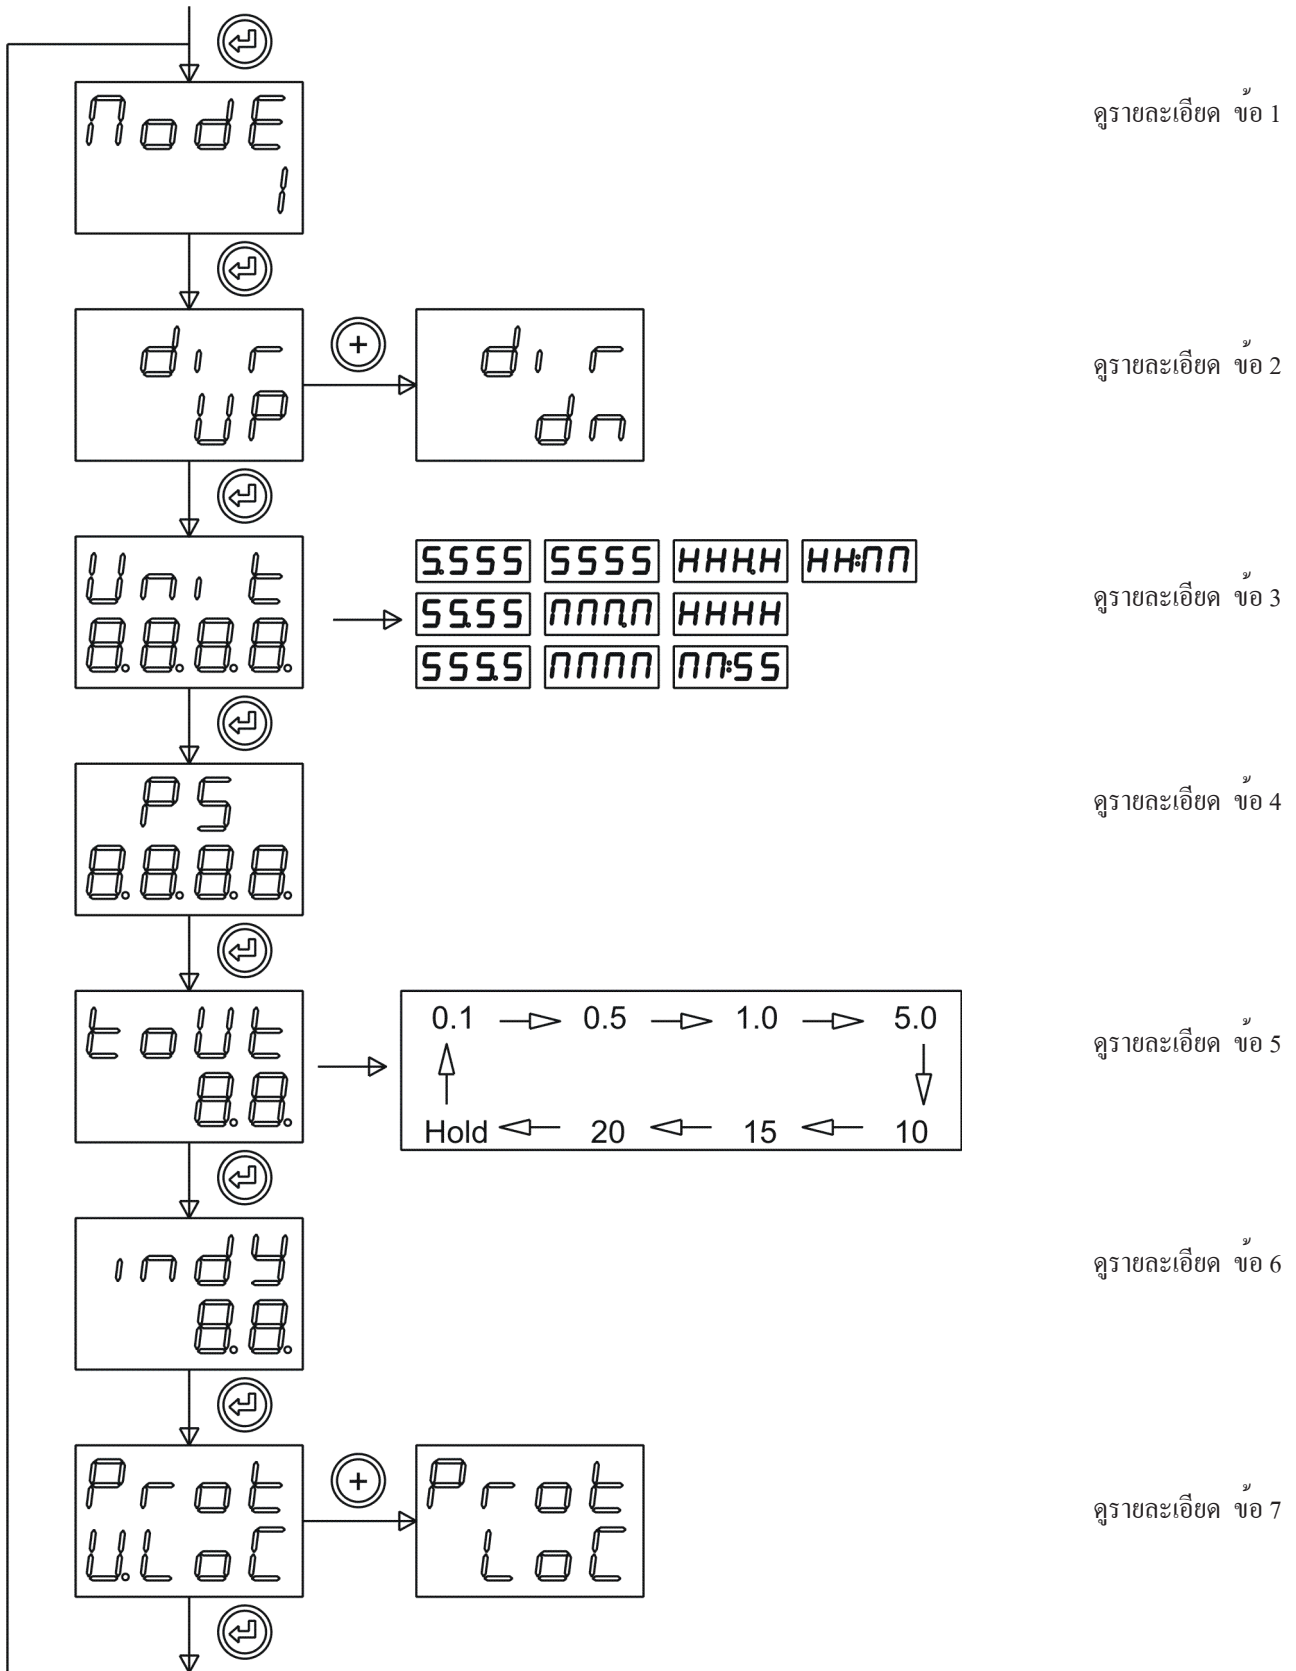 ModE
1
ดูรายละเอียด ข้อ 1
dir
UP
dir
dn
ดูรายละเอียด ข้อ 2
Unit
8.8.8.8.
S.SSS SSSS HHH.H HH:MM
SS.SS MMM.M HHHH
SSS.S MMMM MM:SS
ดูรายละเอียด ข้อ 3
PS
8.8.8.8.
ดูรายละเอียด ข้อ 4
toUt
8.8.
0.1 0.5 1.0 5.0
Hold 20 15 10
ดูรายละเอียด ข้อ 5
indy
8.8.
ดูรายละเอียด ข้อ 6
Prot
U.LoC
Prot
LoC
ดูรายละเอียด ข้อ 7